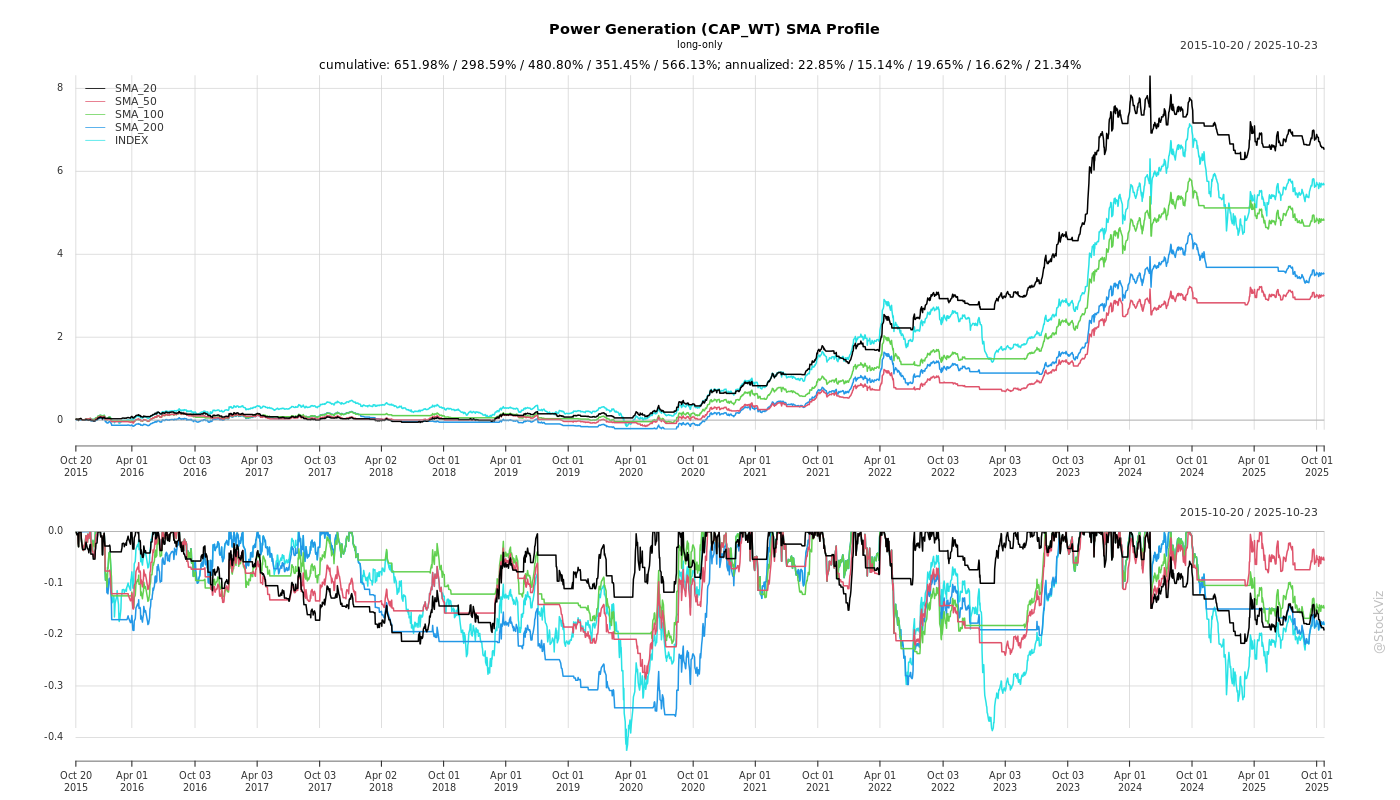 Power Generation (CAP_WT) SMA Profile
long-only
2015-10-20 / 2025-10-23
cumulative: 651.98% / 298.59% / 480.80% / 351.45% / 566.13%; annualized: 22.85% / 15.14% / 19.65% / 16.62% / 21.34%
SMA_20
SMA_50
SMA_100
SMA_200
INDEX
8
6
4
2
0
Oct 20 Apr 01 Oct 03 Apr 03 Oct 03 Apr 02 Oct 01 Apr 01 Oct 01 Apr 01 Oct 01 Apr 01 Oct 01 Apr 01 Oct 03 Apr 03 Oct 03 Apr 01 Oct 01 Apr 01 Oct 01
2015 2016 2016 2017 2017 2018 2018 2019 2019 2020 2020 2021 2021 2022 2022 2023 2023 2024 2024 2025 2025
2015-10-20 / 2025-10-23
0.0
-0.1
-0.2
-0.3
-0.4
Oct 20 Apr 01 Oct 03 Apr 03 Oct 03 Apr 02 Oct 01 Apr 01 Oct 01 Apr 01 Oct 01 Apr 01 Oct 01 Apr 01 Oct 03 Apr 03 Oct 03 Apr 01 Oct 01 Apr 01 Oct 01
2015 2016 2016 2017 2017 2018 2018 2019 2019 2020 2020 2021 2021 2022 2022 2023 2023 2024 2024 2025 2025
@StockViz